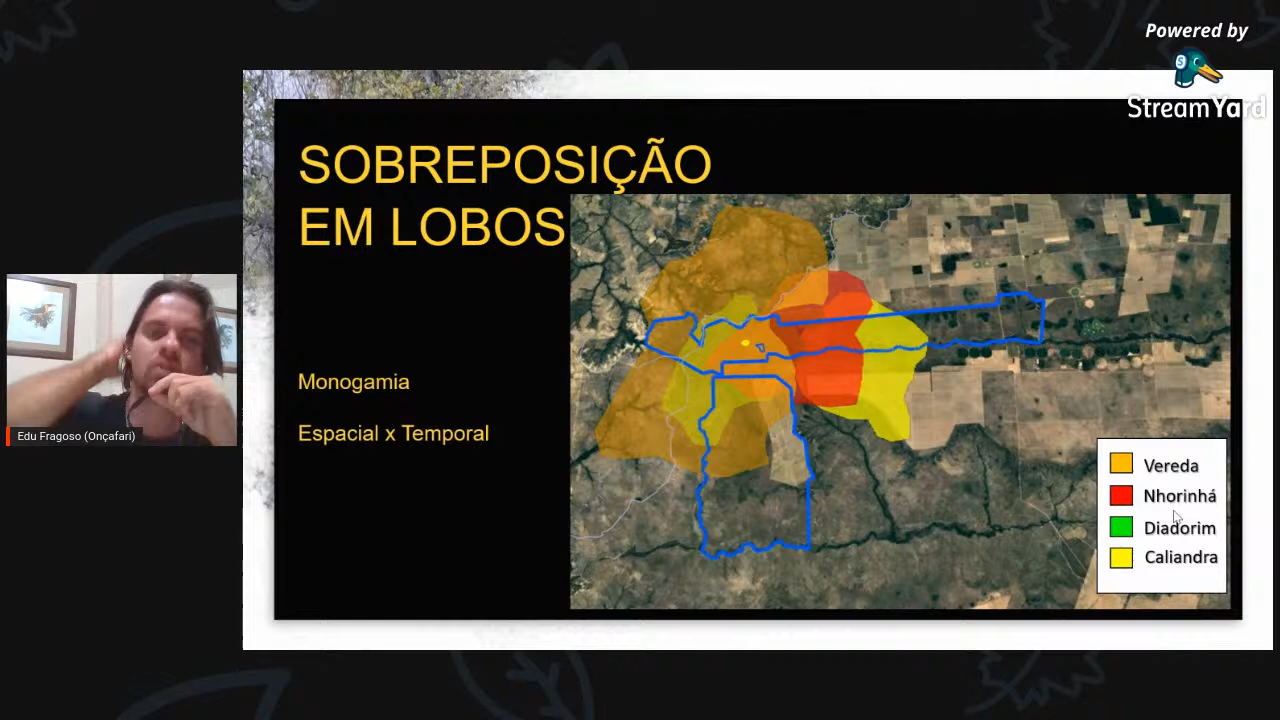 Powered by
StreamYard
SOBREPOSIÇÃO
EM LOBOS
Monogamia
Espacial x Temporal
Edu Fragoso (Onçafari)
Vereda
Nhorinhá
Diadorim
Caliandra